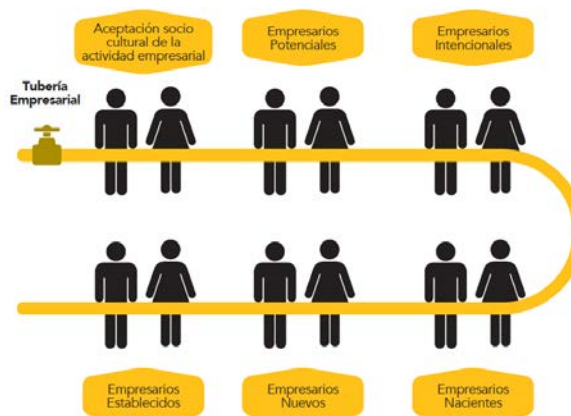 Aceptación socio
cultural de la
actividad empresarial
Empresarios
Potenciales
Empresarios
Intencionales
Tubería
Empresarial
Empresarios
Establecidos
Empresarios
Nuevos
Empresarios
Nacientes